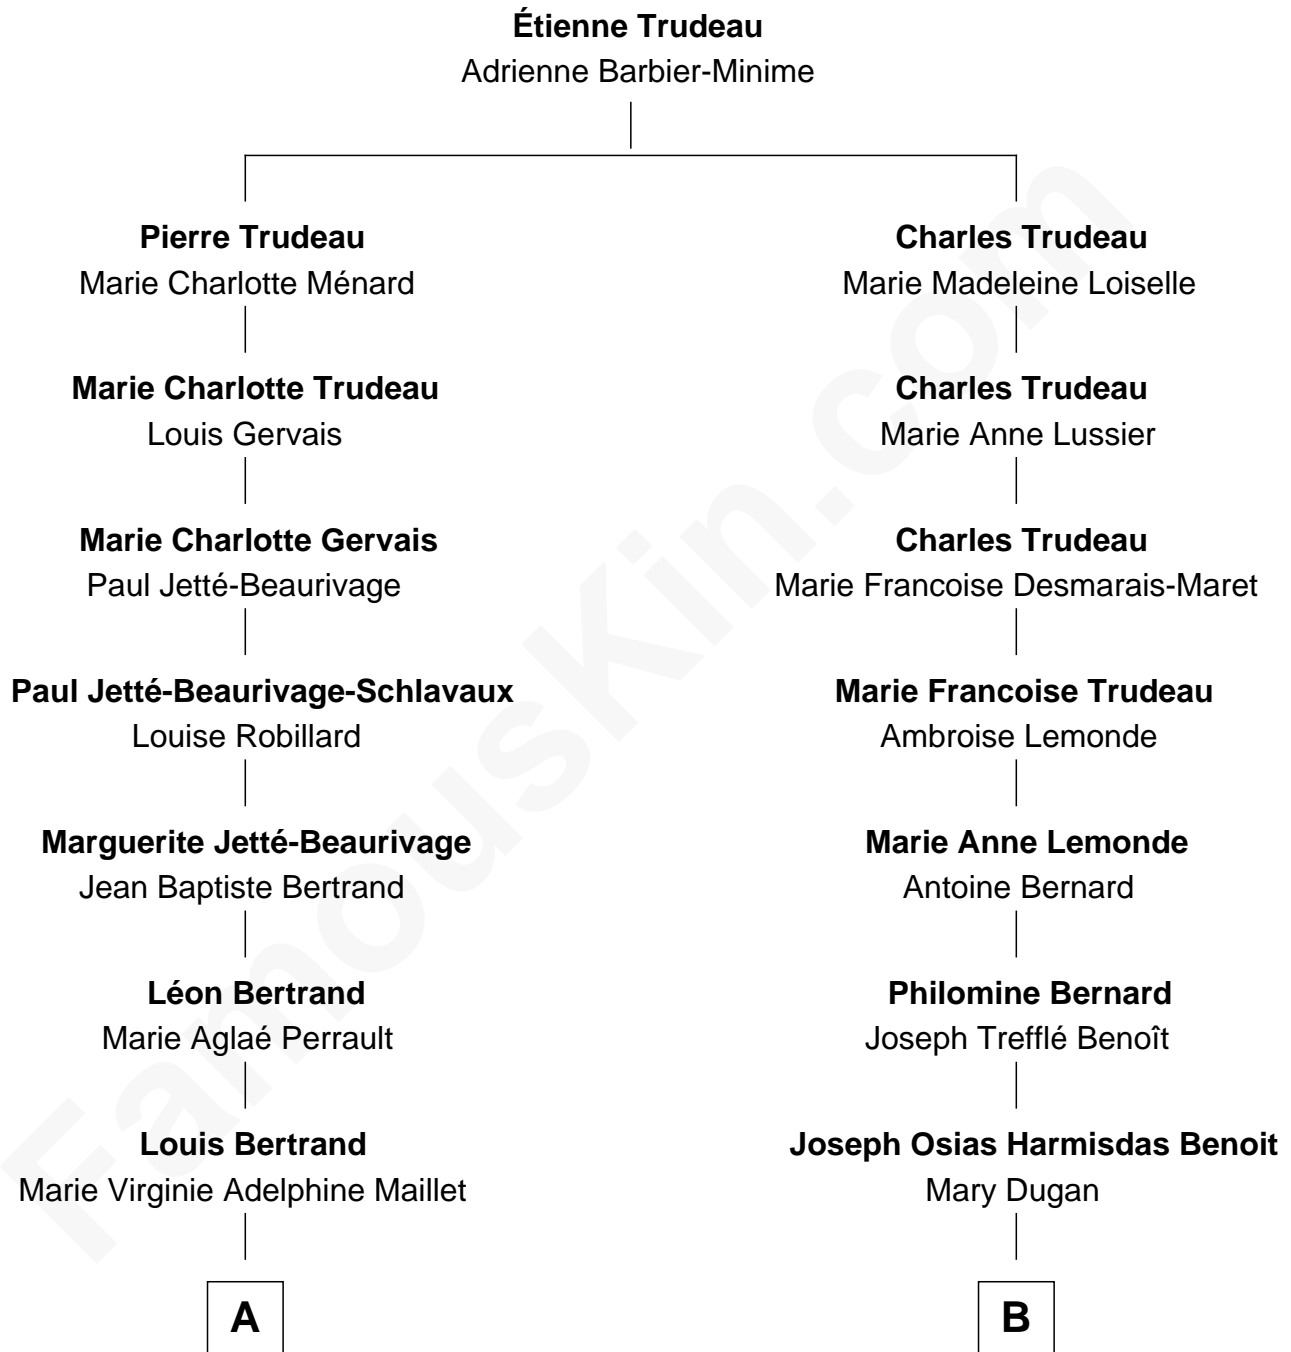 Étienne Trudeau
Adrienne Barbier-Minime
Pierre Trudeau
Marie Charlotte Ménard
Charles Trudeau
Marie Madeleine Loiselle
Marie Charlotte Trudeau
Louis Gervais
Charles Trudeau
Marie Anne Lussier
Marie Charlotte Gervais
Paul Jetté-Beaurivage
Charles Trudeau
Marie Francoise Desmarais-Maret
Paul Jetté-Beaurivage-Schlavaux
Louise Robillard
Marie Francoise Trudeau
Ambroise Lemonde
Marguerite Jetté-Beaurivage
Jean Baptiste Bertrand
Marie Anne Lemonde
Antoine Bernard
Léon Bertrand
Marie Aglaé Perrault
Philomine Bernard
Joseph Trefflé Benoît
Louis Bertrand
Marie Virginie Adelphine Maillet
Joseph Osias Harmisdas Benoit
Mary Dugan
A
B
FamousKin.com